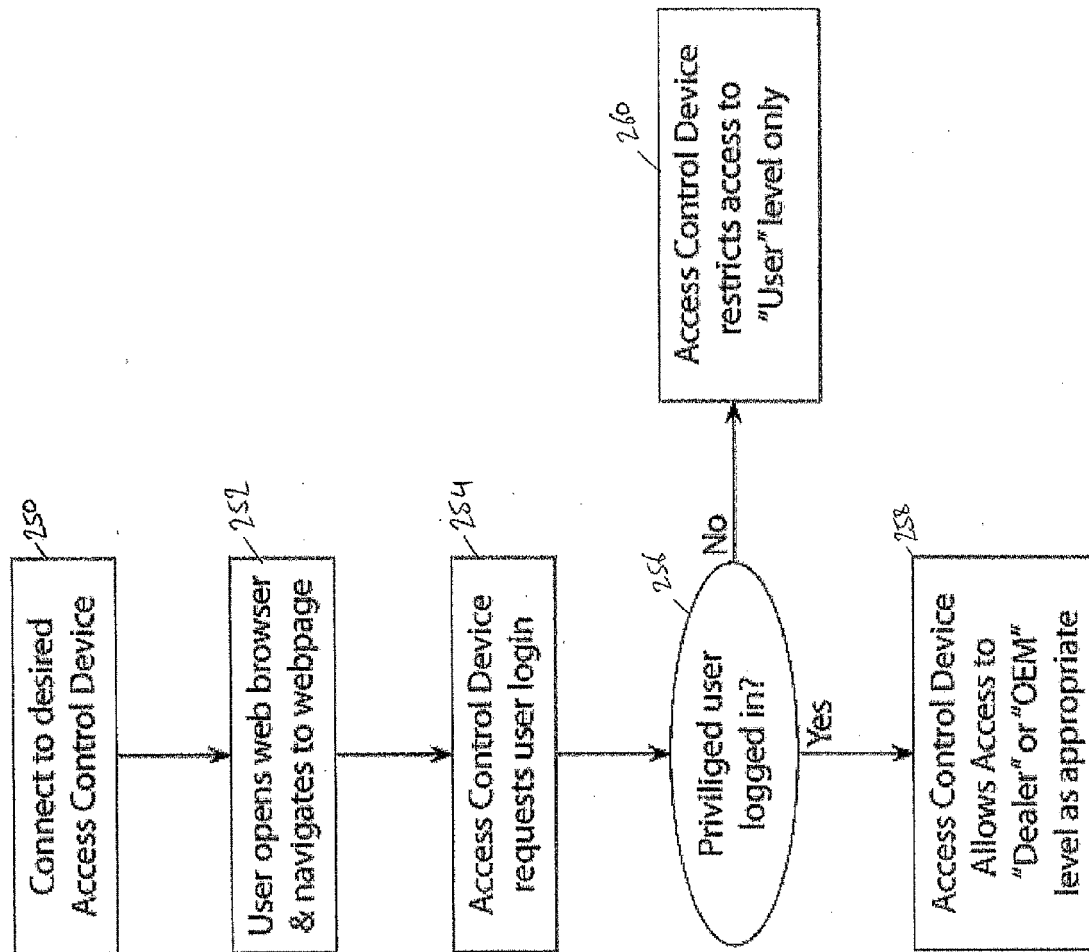 250
Connect to desired
Access Control Device
252
User opens web browser
& navigates to webpage
254
Access Control Device
requests user login
256
Priviliged user
logged in?
No
260
Access Control Device
restricts access to
"User" level only
Yes
258
Access Control Device
Allows Access to
"Dealer" or "OEM"
level as appropriate